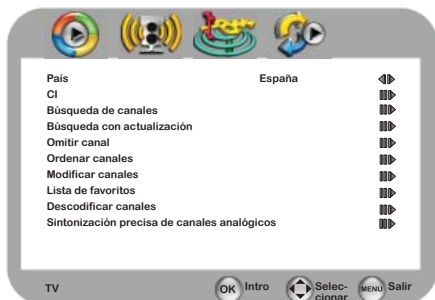 País España
CI
Búsqueda de canales
Búsqueda con actualización
Omitir canal
Ordenar canales
Modificar canales
Lista de favoritos
Descodificar canales
Sintonización precisa de canales analógicos
TV OK Intro Selec-
cionar MENU Salir